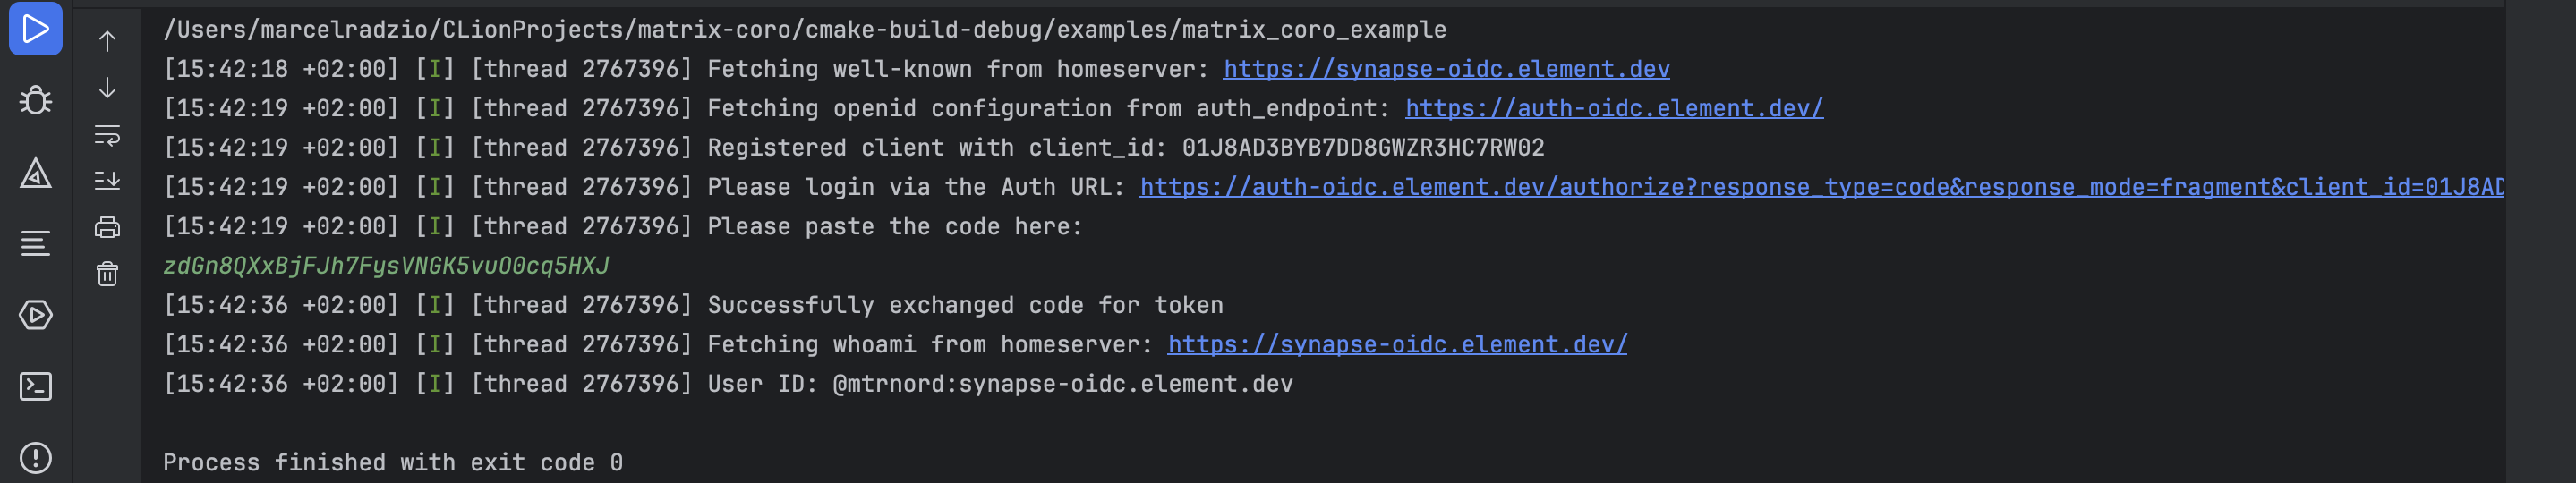 /Users/marcelradzio/CLionProjects/matrix-coro/cmake-build-debug/examples/matrix_coro_example
[15:42:18 +02:00] [I] [thread 2767396] Fetching well-known from homeserver: https://synapse-oidc.element.dev
[15:42:19 +02:00] [I] [thread 2767396] Fetching openid configuration from auth_endpoint: https://auth-oidc.element.dev/
[15:42:19 +02:00] [I] [thread 2767396] Registered client with client_id: 01J8AD3BYB7DD8GWZR3HC7RW02
[15:42:19 +02:00] [I] [thread 2767396] Please login via the Auth URL: https://auth-oidc.element.dev/authorize?response_type=code&response_mode=fragment&client_id=01J8AD
[15:42:19 +02:00] [I] [thread 2767396] Please paste the code here:
zdGn8QXxBjFJh7FysVNGK5vuO0cq5HXJ
[15:42:36 +02:00] [I] [thread 2767396] Successfully exchanged code for token
[15:42:36 +02:00] [I] [thread 2767396] Fetching whoami from homeserver: https://synapse-oidc.element.dev/
[15:42:36 +02:00] [I] [thread 2767396] User ID: @mtrnord:synapse-oidc.element.dev
Process finished with exit code 0